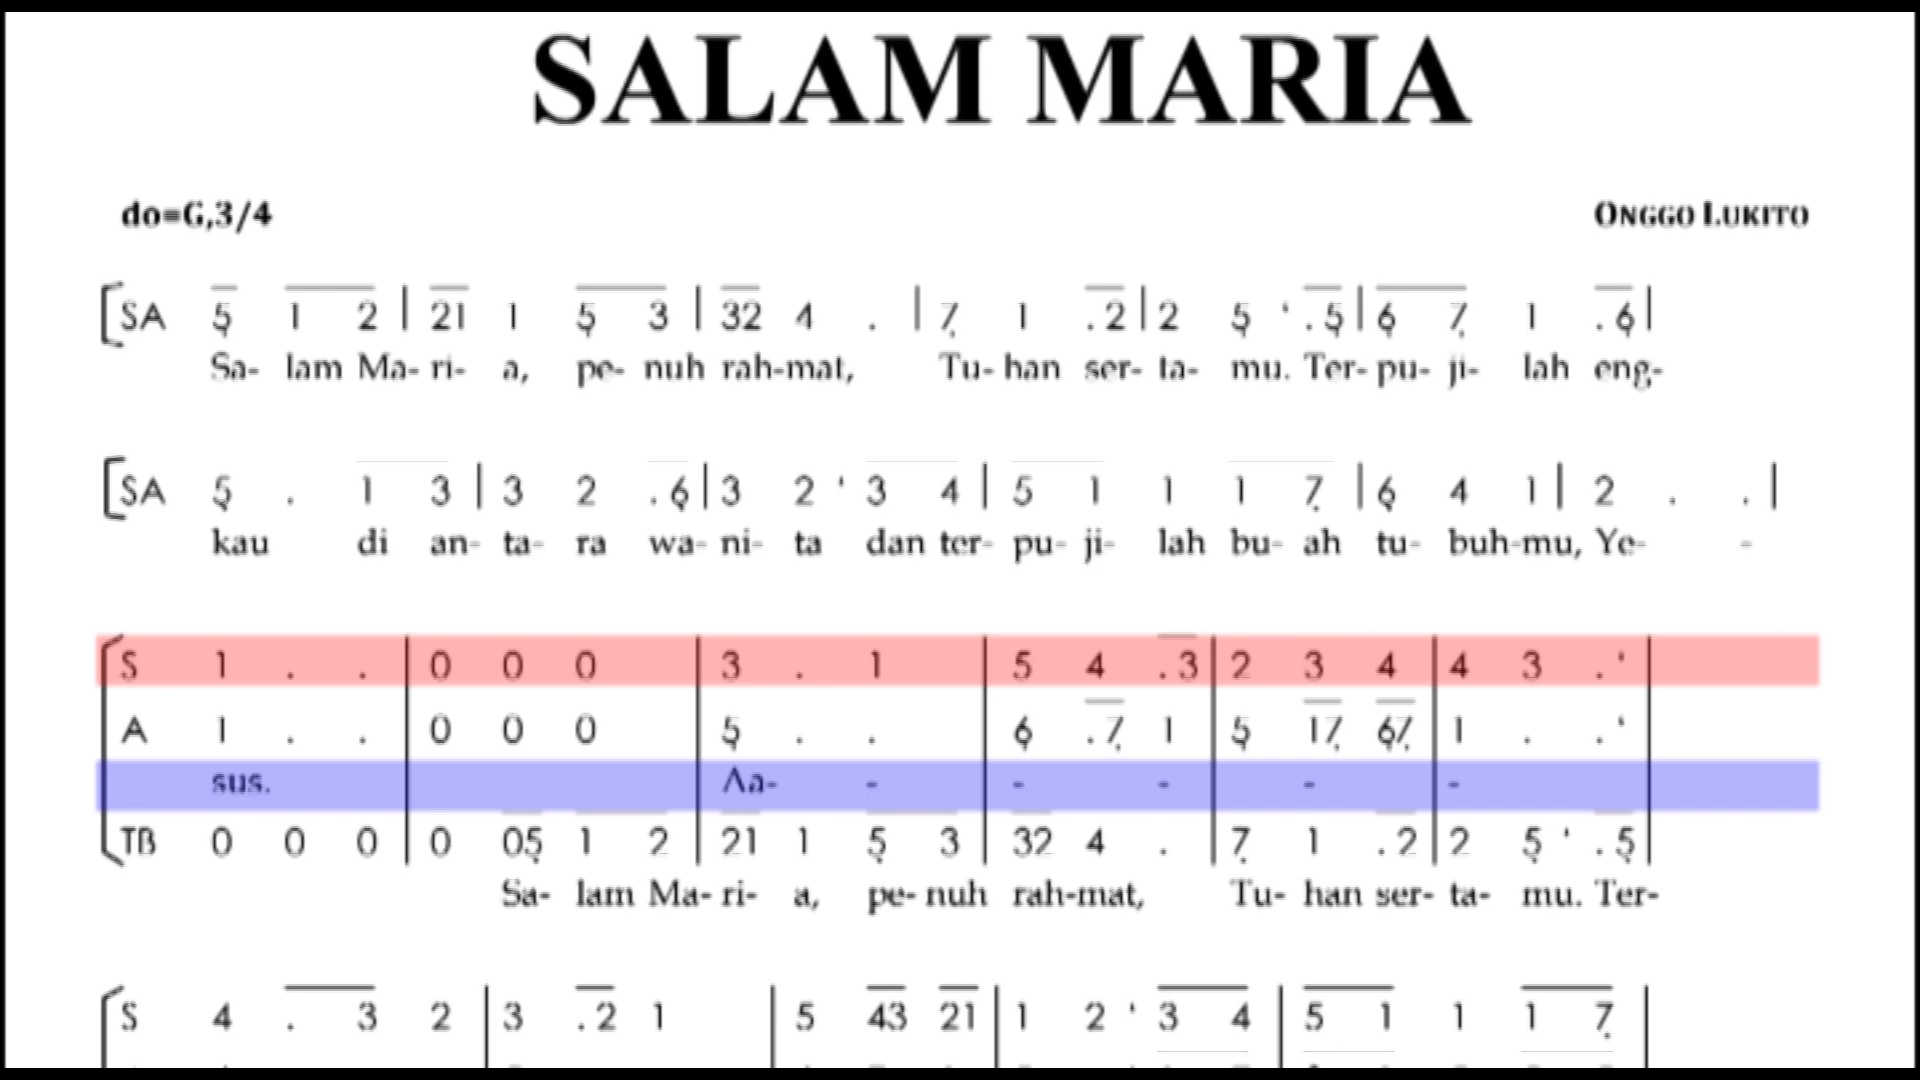 SALAM MARIA
do=G,3/4 ONGGO LUKITO
SA 5̣ 1 2 | 21 1 5̣ 3 | 32 4 . | 7̣ 1 .2 | 2 5̣ ' .5̣ | 6̣ 7̣ 1 .6̣ |
Sa- lam Ma- ri- a, pe- nuh rah-mat, Tu- han ser- ta- mu. Ter- pu- ji- lah eng-
SA 5̣ . 1 3 | 3 2 .6̣ | 3 2 ' 3 4 | 5 1 1 1 7̣ | 6̣ 4 1 | 2 . . |
kau di an- ta- ra wa- ni- ta dan ter- pu- ji- lah bu- ah tu- buh-mu, Ye- -
S 1 . . | 0 0 0 | 3 . 1 | 5 4 .3 | 2 3 4 | 4 3 . ' |
A 1 . . | 0 0 0 | 5̣ . . | 6̣ .7̣ 1 | 5̣ 17̣ 6̣7̣ | 1 . . ' |
sus. Aa- - - - - -
TB 0 0 0 | 0 05̣ 1 2 | 21 1 5̣ 3 | 32 4 . | 7̣ 1 .2 | 2 5̣ ' .5̣ |
Sa- lam Ma- ri- a, pe- nuh rah-mat, Tu- han ser- ta- mu. Ter-
S 4 . 3 2 | 3 .2 1 | 5 43 21 | 1 2 ' 3 4 | 5 1 1 1 7̣ |